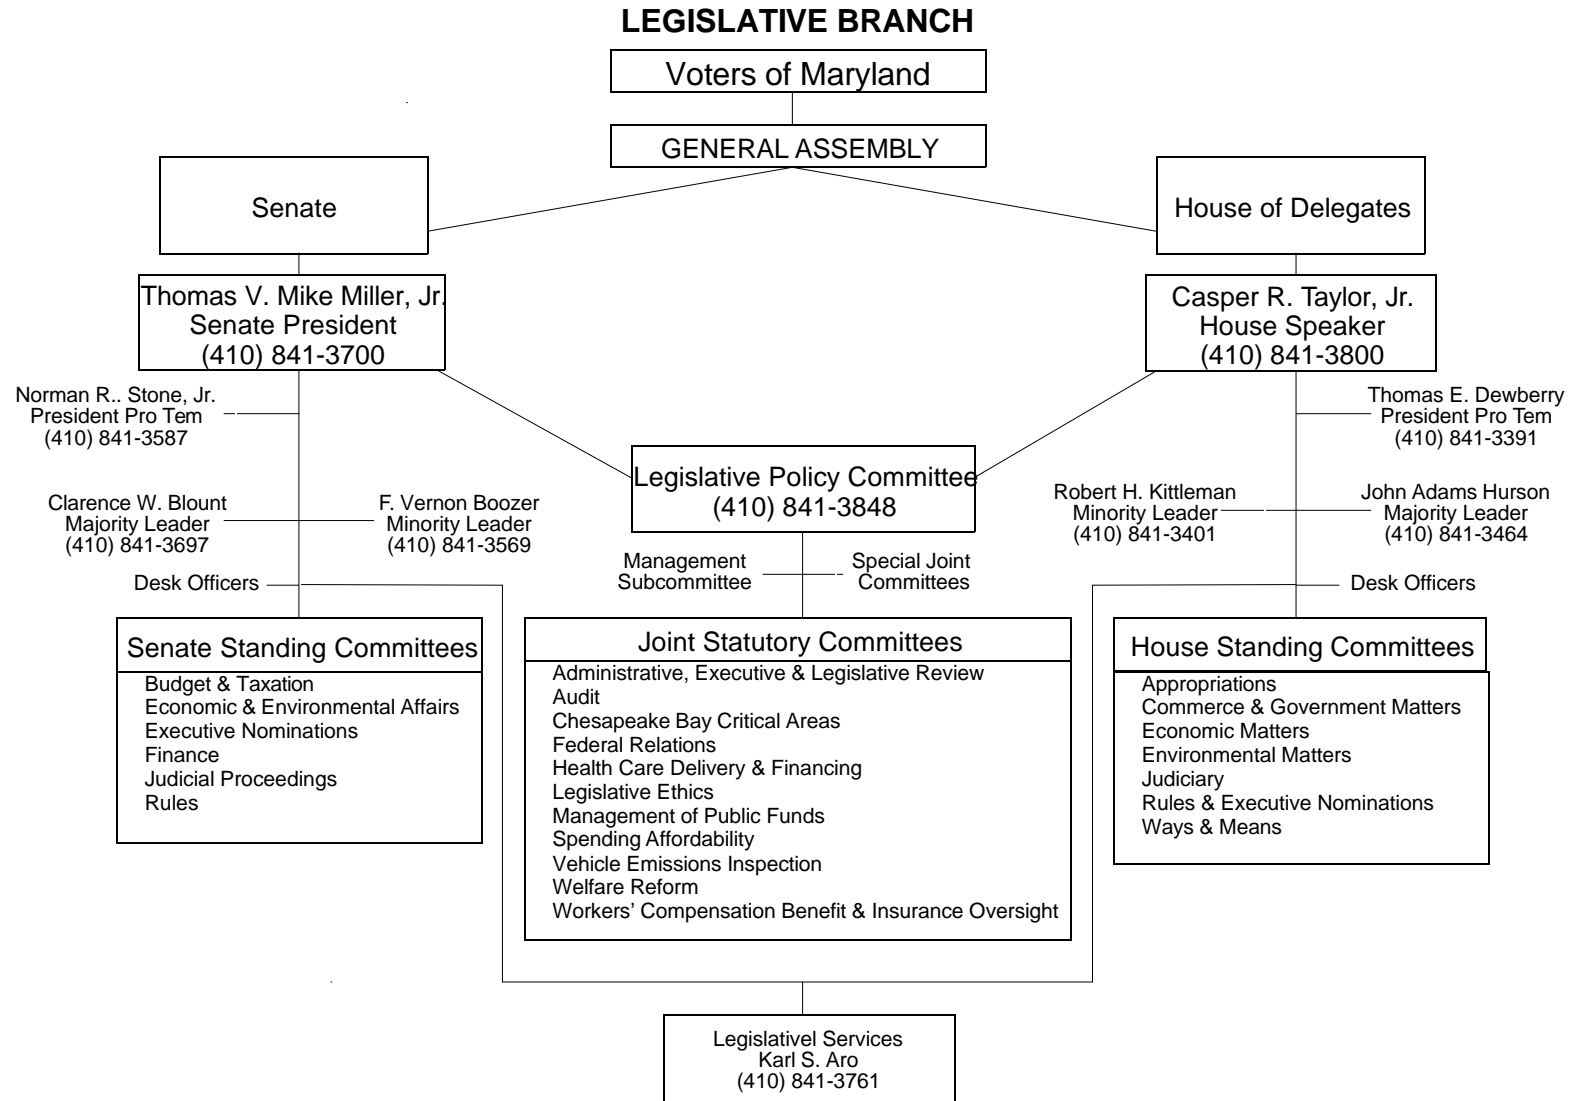 LEGISLATIVE BRANCH
Voters of Maryland
GENERAL ASSEMBLY
Senate
House of Delegates
Thomas V. Mike Miller, Jr.
Senate President
(410) 841-3700
Casper R. Taylor, Jr.
House Speaker
(410) 841-3800
Norman R.. Stone, Jr.
President Pro Tem
(410) 841-3587
Thomas E. Dewberry
President Pro Tem
(410) 841-3391
Legislative Policy Committee
(410) 841-3848
Clarence W. Blount
Majority Leader
(410) 841-3697
F. Vernon Boozer
Minority Leader
(410) 841-3569
Robert H. Kittleman
Minority Leader
(410) 841-3401
John Adams Hurson
Majority Leader
(410) 841-3464
Management
Subcommittee
Special Joint
Committees
Desk Officers
Desk Officers
Senate Standing Committees
Budget & Taxation
Economic & Environmental Affairs
Executive Nominations
Finance
Judicial Proceedings
Rules
Joint Statutory Committees
Administrative, Executive & Legislative Review
Audit
Chesapeake Bay Critical Areas
Federal Relations
Health Care Delivery & Financing
Legislative Ethics
Management of Public Funds
Spending Affordability
Vehicle Emissions Inspection
Welfare Reform
Workers’ Compensation Benefit & Insurance Oversight
House Standing Committees
Appropriations
Commerce & Government Matters
Economic Matters
Environmental Matters
Judiciary
Rules & Executive Nominations
Ways & Means
Legislativel Services
Karl S. Aro
(410) 841-3761